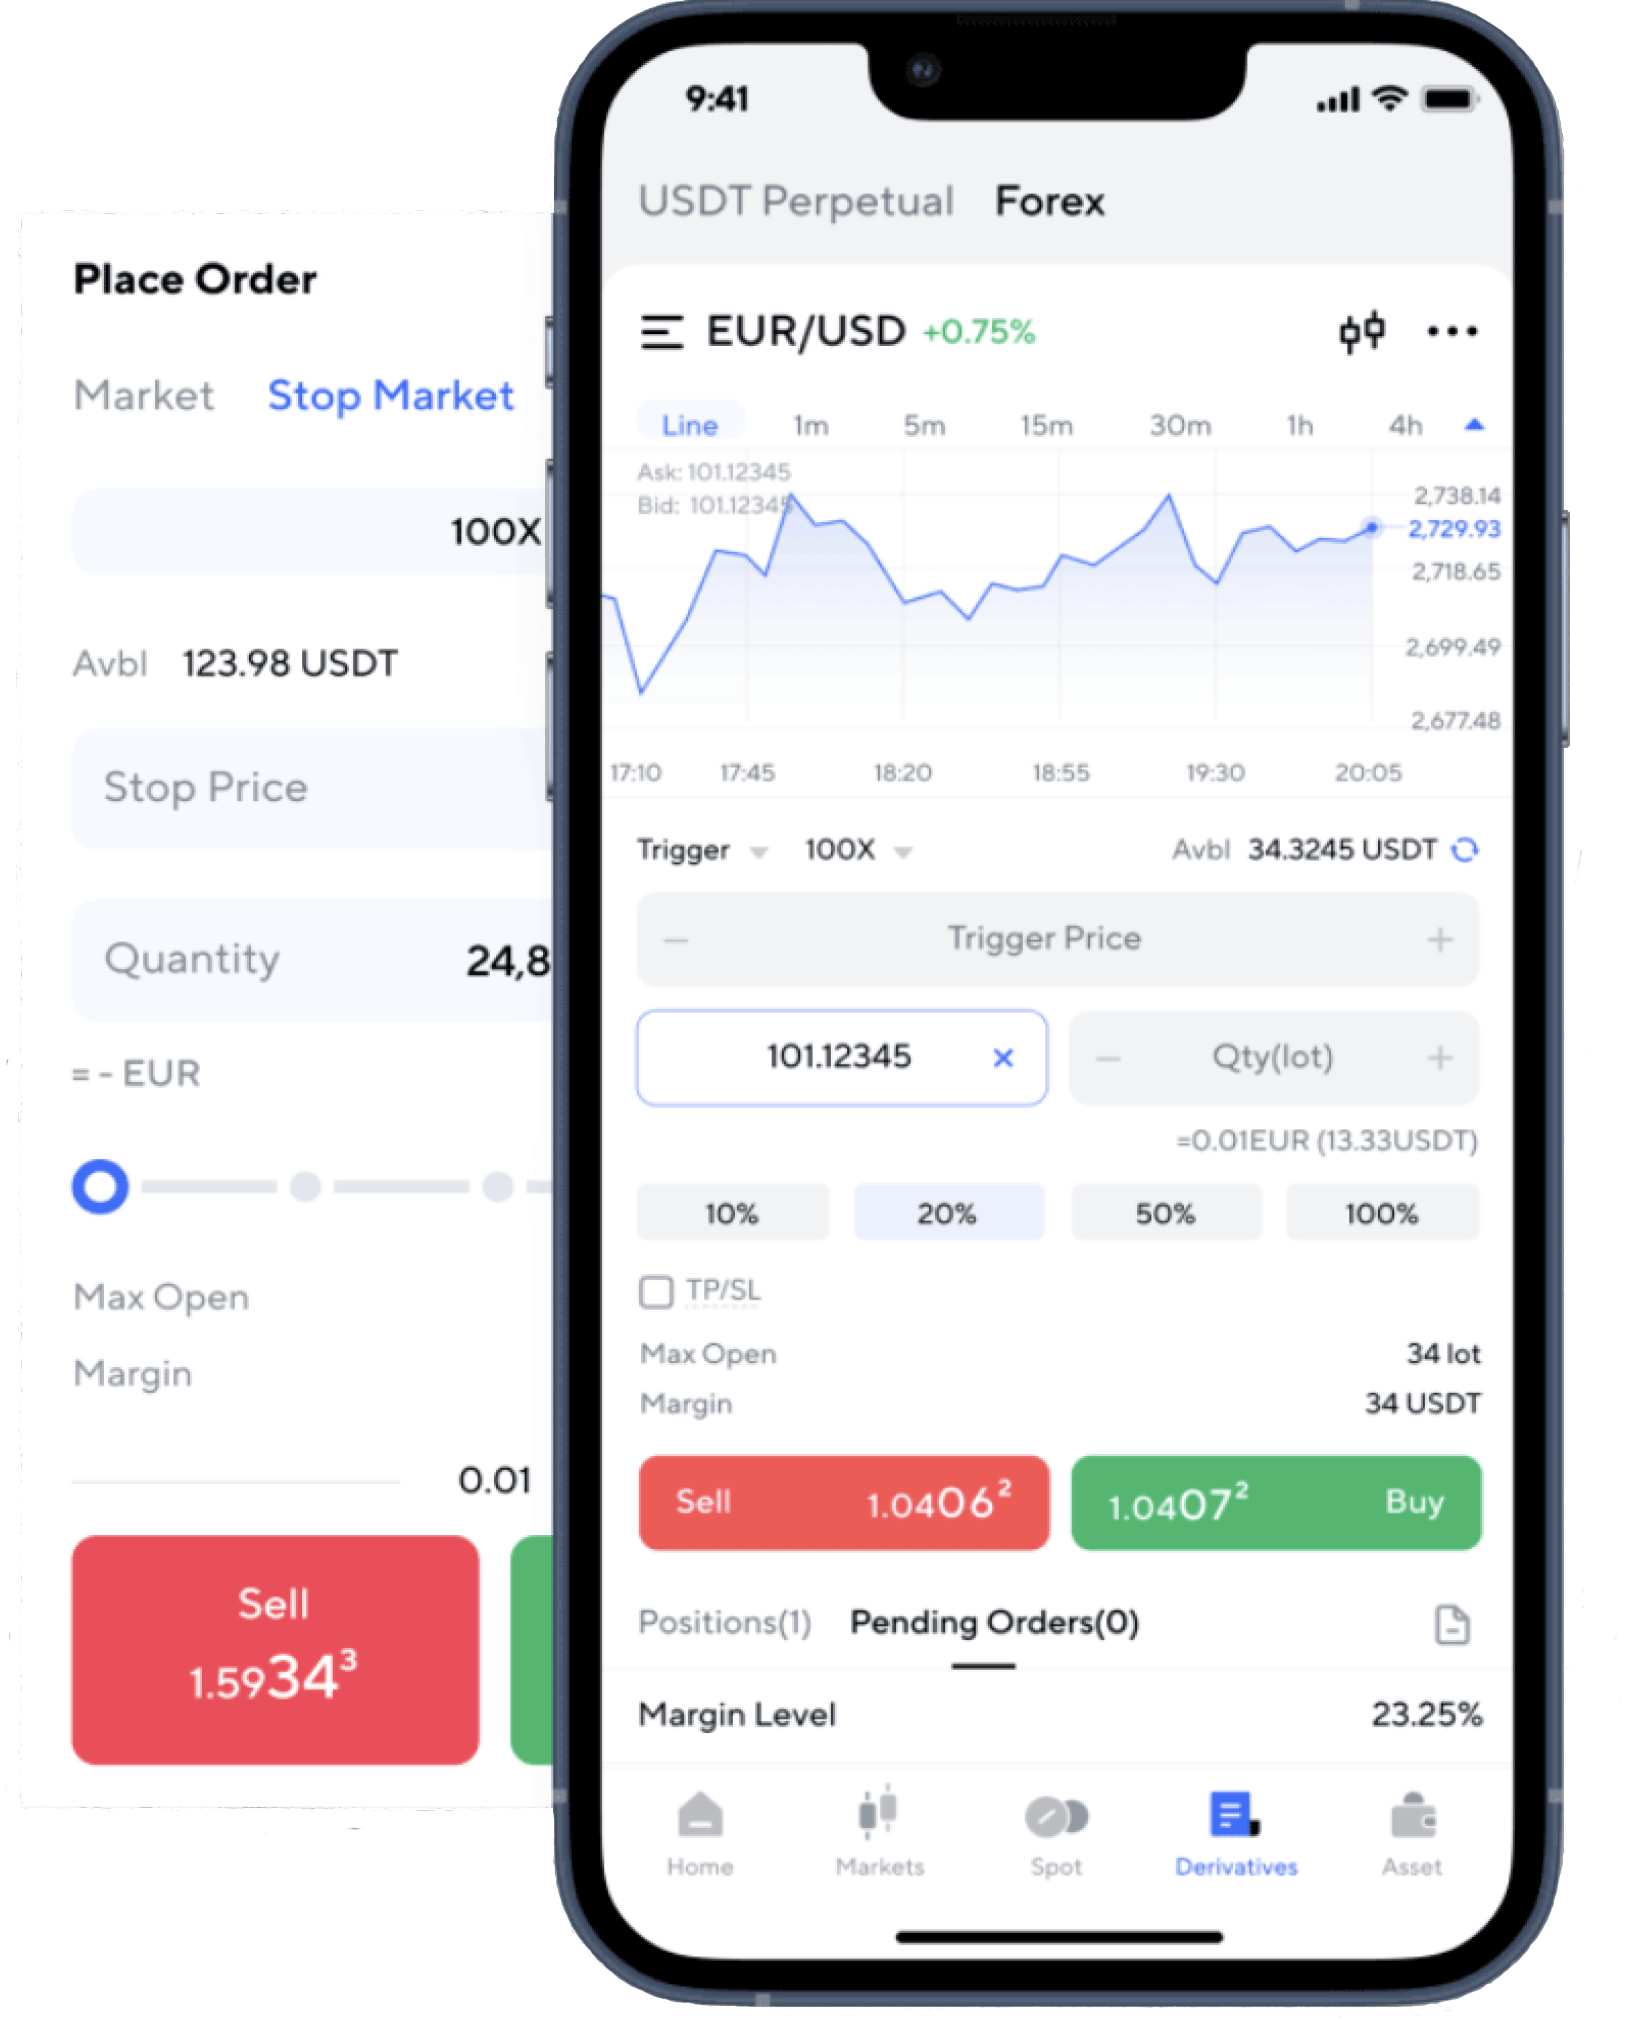 Place Order
Market Stop Market
100X
Avbl 123.98 USDT
Stop Price
Quantity 24,8
= - EUR
Max Open
Margin
0.01
Sell
1.5934³
9:41
USDT Perpetual Forex
EUR/USD +0.75%
Line 1m 5m 15m 30m 1h 4h
Ask: 101.12345
Bid: 101.12345
2,738.14
2,729.93
2,718.65
2,699.49
2,677.48
17:10 17:45 18:20 18:55 19:30 20:05
Trigger 100X Avbl 34.3245 USDT
− Trigger Price +
101.12345 × − Qty(lot) +
=0.01EUR (13.33USDT)
10% 20% 50% 100%
TP/SL
Max Open 34 lot
Margin 34 USDT
Sell 1.0406² 1.0407² Buy
Positions(1) Pending Orders(0)
Margin Level 23.25%
Home Markets Spot Derivatives Asset